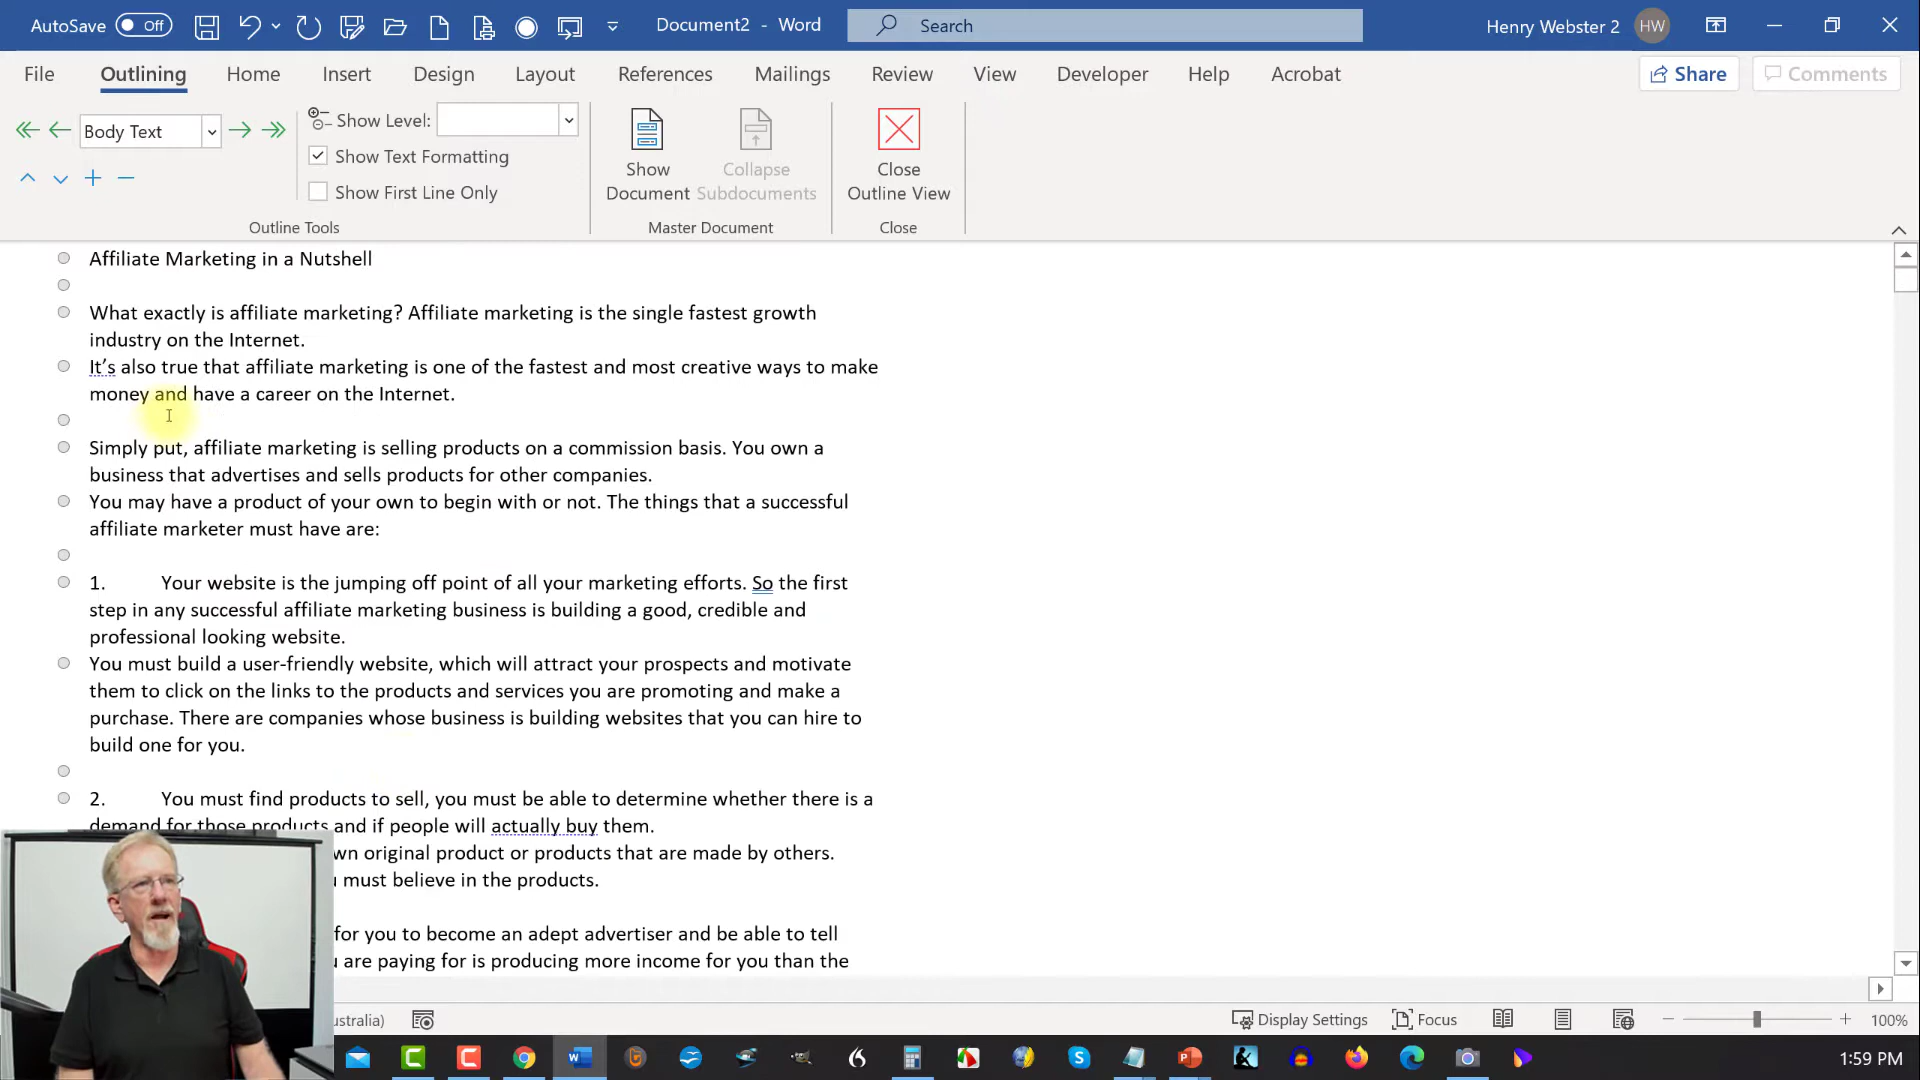 AutoSave Off
Document2 - Word
Search
Henry Webster 2 HW
File Outlining Home Insert Design Layout References Mailings Review View Developer Help Acrobat
Share Comments
Body Text
Show Level:
Show Text Formatting
Show First Line Only
Outline Tools
Show
Document
Collapse
Subdocuments
Master Document
Close
Outline View
Close
Affiliate Marketing in a Nutshell
What exactly is affiliate marketing? Affiliate marketing is the single fastest growth
industry on the Internet.
It's also true that affiliate marketing is one of the fastest and most creative ways to make
money and have a career on the Internet.
Simply put, affiliate marketing is selling products on a commission basis. You own a
business that advertises and sells products for other companies.
You may have a product of your own to begin with or not. The things that a successful
affiliate marketer must have are:
1. Your website is the jumping off point of all your marketing efforts. So the first
step in any successful affiliate marketing business is building a good, credible and
professional looking website.
You must build a user-friendly website, which will attract your prospects and motivate
them to click on the links to the products and services you are promoting and make a
purchase. There are companies whose business is building websites that you can hire to
build one for you.
2. You must find products to sell, you must be able to determine whether there is a
demand for those products and if people will actually buy them.
wn original product or products that are made by others.
must believe in the products.
for you to become an adept advertiser and be able to tell
are paying for is producing more income for you than the
ustralia)
Display Settings Focus 100%
1:59 PM